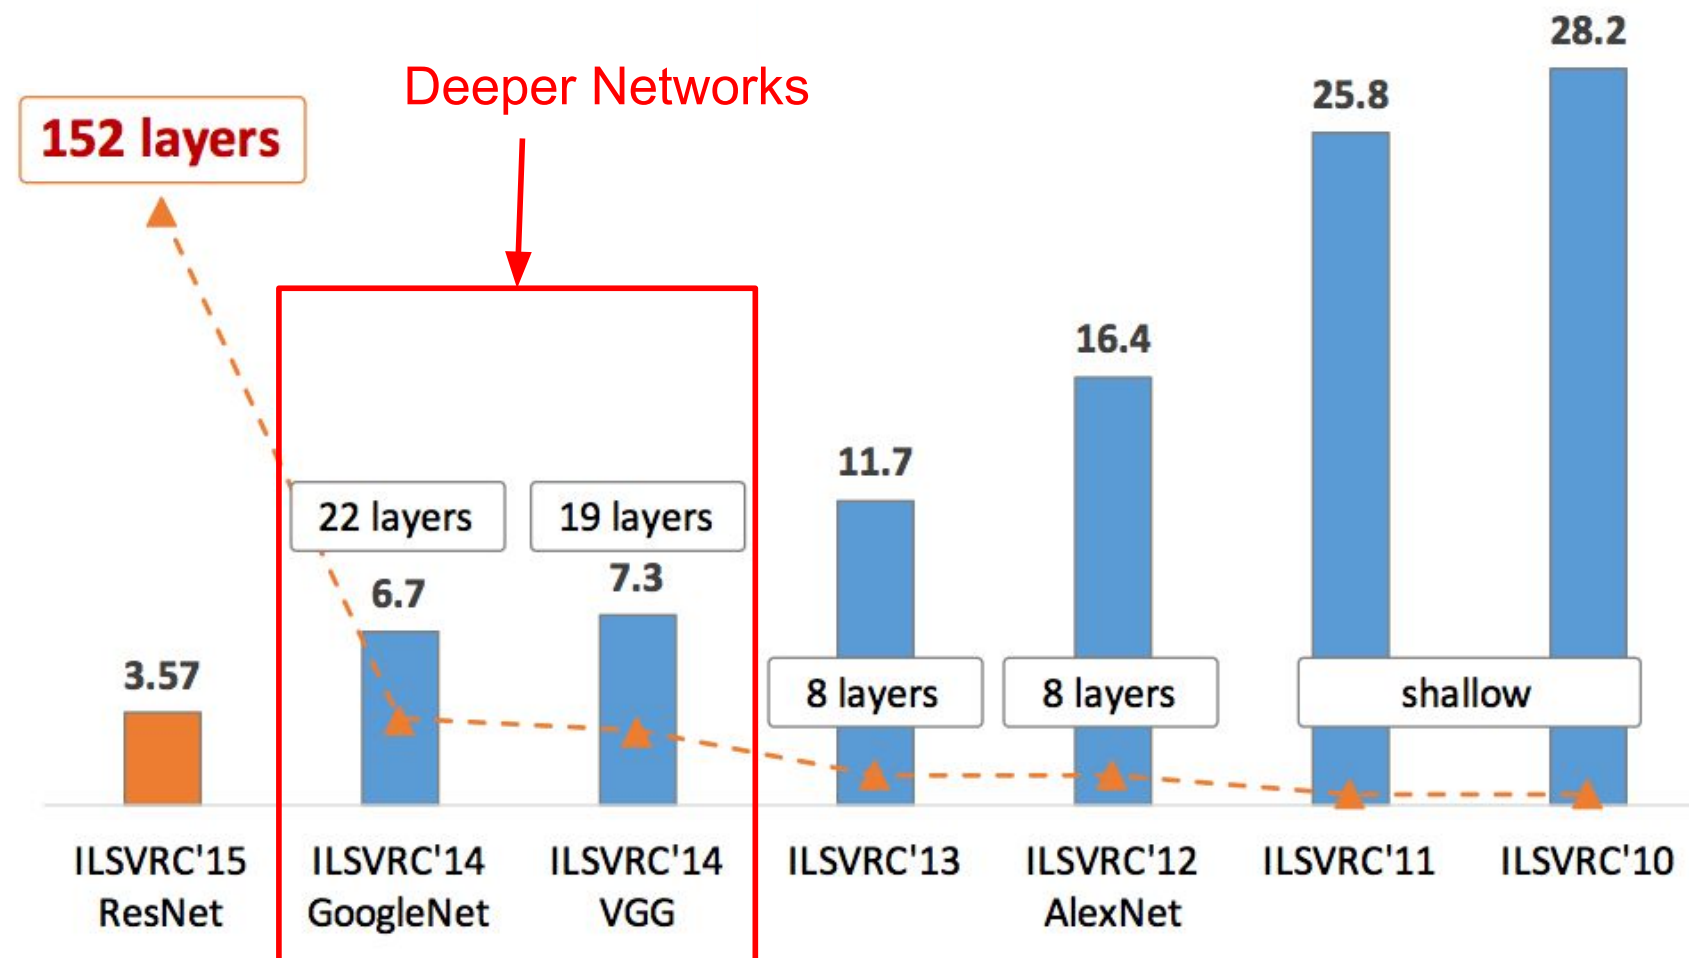 28.2
Deeper Networks
25.8
152 layers
16.4
11.7
22 layers
19 layers
7.3
6.7
3.57
8 layers
8 layers
shallow
ILSVRC'15
ResNet
ILSVRC'14
GoogleNet
ILSVRC'14
VGG
ILSVRC'13
ILSVRC'12
AlexNet
ILSVRC'11
ILSVRC'10